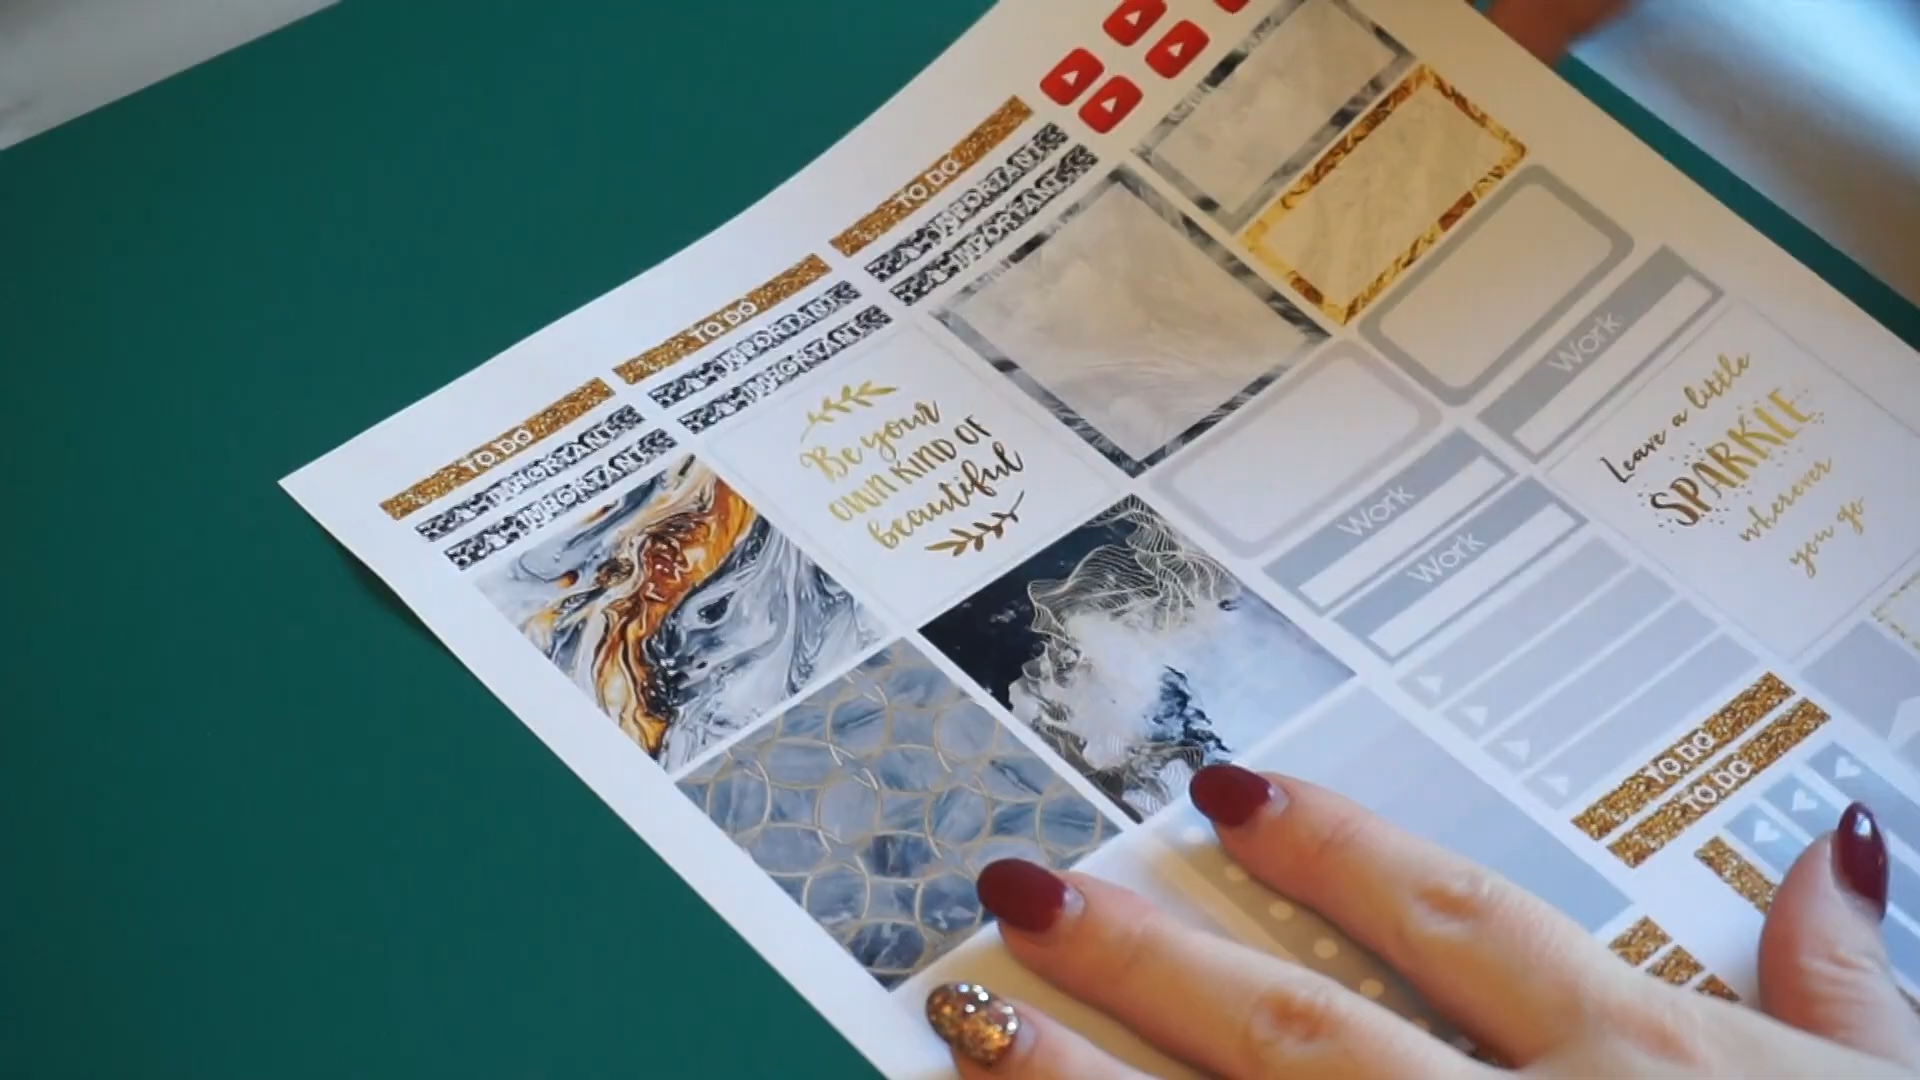 TO DO
IMPORTANT
IMPORTANT
TO DO
IMPORTANT
IMPORTANT
TO DO
IMPORTANT
IMPORTANT
Be your
OWN KIND OF
beautiful
Work
Work
Work
Leave a little
SPARKLE
wherever
you go
TO DO
TO DO